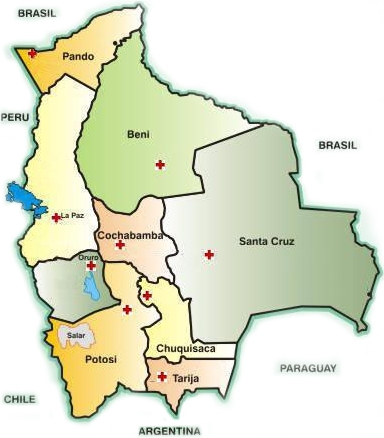 BRASIL
Pando
PERU
Beni
BRASIL
La Paz
Cochabamba
Santa Cruz
Oruro
Salar
Potosi
Chuquisaca
Tarija
PARAGUAY
CHILE
ARGENTINA